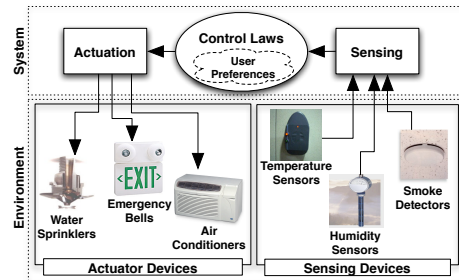 System
Actuation
Control Laws
User
Preferences
Sensing
Environment
Water
Sprinklers
<EXIT>
Emergency
Bells
Air
Conditioners
Actuator Devices
Temperature
Sensors
Humidity
Sensors
Smoke
Detectors
Sensing Devices